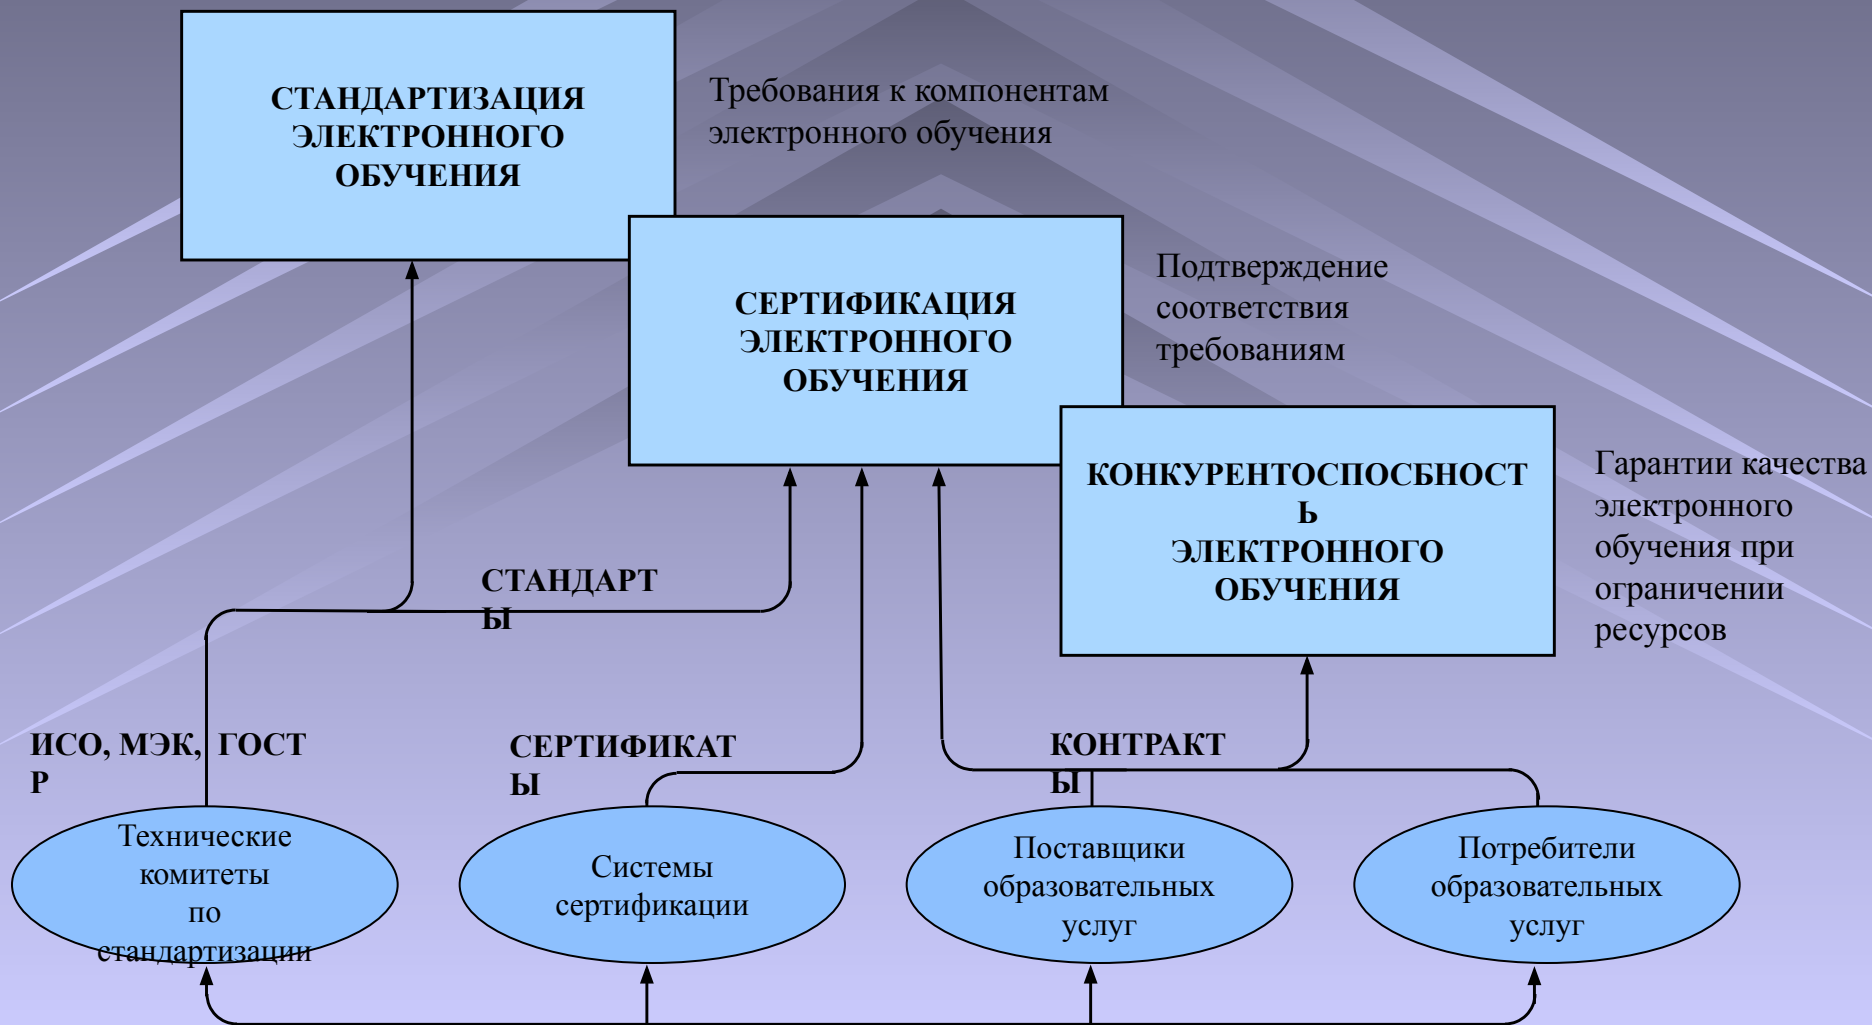 СТАНДАРТИЗАЦИЯ
ЭЛЕКТРОННОГО
ОБУЧЕНИЯ
Требования к компонентам
электронного обучения
СЕРТИФИКАЦИЯ
ЭЛЕКТРОННОГО
ОБУЧЕНИЯ
Подтверждение
соответствия
требованиям
КОНКУРЕНТОСПОСБНОСТ
Ь
ЭЛЕКТРОННОГО
ОБУЧЕНИЯ
Гарантии качества
электронного
обучения при
ограничении
ресурсов
СТАНДАРТ
Ы
ИСО, МЭК, ГОСТ
Р
СЕРТИФИКАТ
Ы
КОНТРАКТ
Ы
Технические
комитеты
по
стандартизации
Системы
сертификации
Поставщики
образовательных
услуг
Потребители
образовательных
услуг